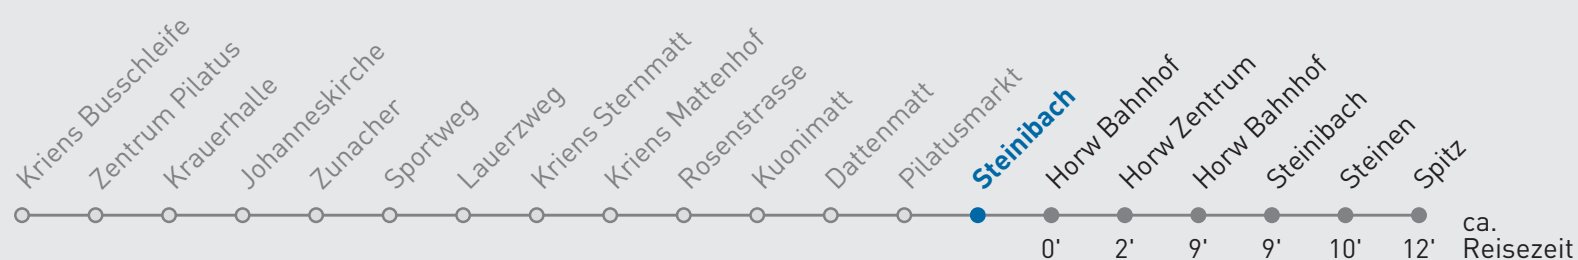 Kriens Busschleife
Zentrum Pilatus
Krauerhalle
Johanneskirche
Zunacher
Sportweg
Lauerzweg
Kriens Sternmatt
Kriens Mattenhof
Rosenstrasse
Kuonimatt
Dattenmatt
Pilatusmarkt
Steinibach
Horw Bahnhof
Horw Zentrum
Horw Bahnhof
Steinibach
Steinen
Spitz
0' 2' 9' 9' 10' 12'
ca.
Reisezeit